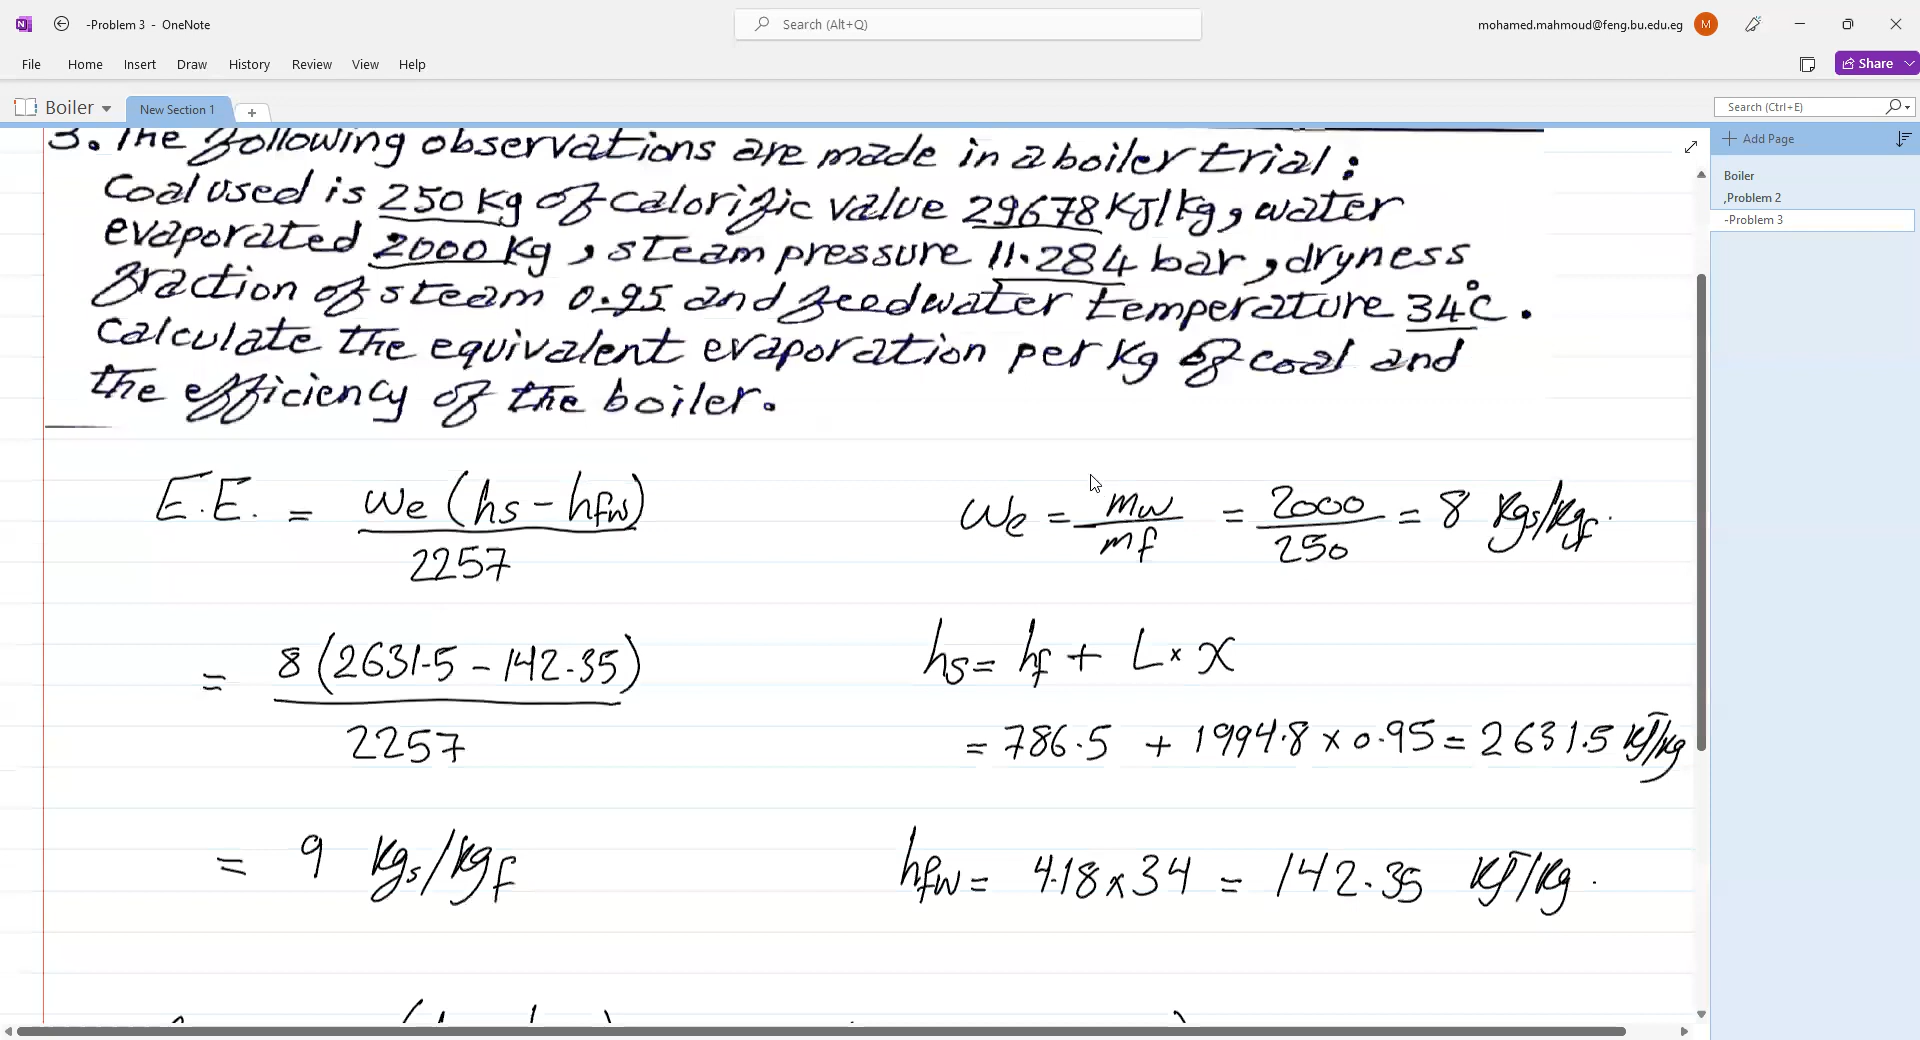 -Problem 3 - OneNote
Search (Alt+Q)
mohamed.mahmoud@feng.bu.edu.eg
M
File Home Insert Draw History Review View Help
Share
Boiler
New Section 1
+
Search (Ctrl+E)
Add Page
Boiler
,Problem 2
-Problem 3
3. The following observations are made in a boiler trial:
Coal used is 250 Kg of calorific value 29678 KJ/Kg, water
evaporated 2000 Kg, steam pressure 11.284 bar, dryness
fraction of steam 0.95 and feedwater temperature 34°C.
Calculate the equivalent evaporation per Kg of coal and
the efficiency of the boiler.
E.E. = we (hs - hfw) / 2257
we = mw / mf = 2000 / 250 = 8 Kgs/Kgf.
= 8 (2631.5 - 142.35) / 2257
hs = hf + L × x
= 786.5 + 1994.8 × 0.95 = 2631.5 KJ/Kg
= 9 Kgs/Kgf
hfw = 4.18 × 34 = 142.35 KJ/Kg.